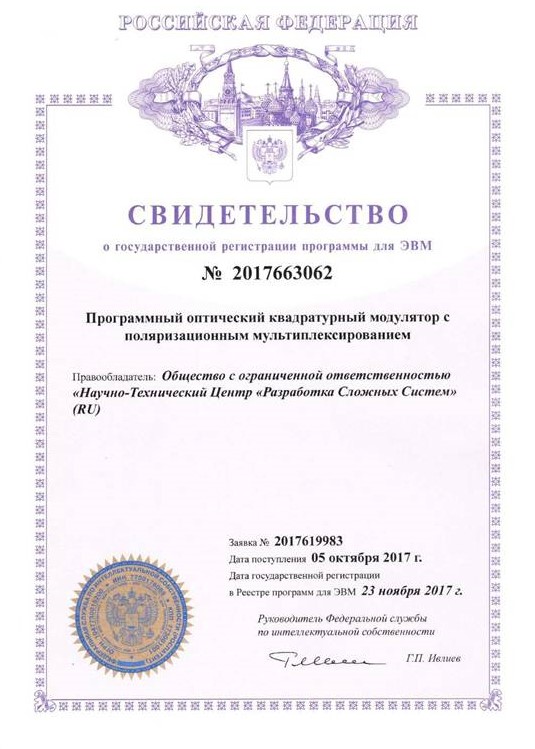 РОССИЙСКАЯ ФЕДЕРАЦИЯ
СВИДЕТЕЛЬСТВО
о государственной регистрации программы для ЭВМ
№ 2017663062
Программный оптический квадратурный модулятор с
поляризационным мультиплексированием
Правообладатель: Общество с ограниченной ответственностью
«Научно-Технический Центр «Разработка Сложных Систем»
(RU)
Заявка № 2017619983
Дата поступления 05 октября 2017 г.
Дата государственной регистрации
в Реестре программ для ЭВМ 23 ноября 2017 г.
Руководитель Федеральной службы
по интеллектуальной собственности
Г.П. Ивлиев